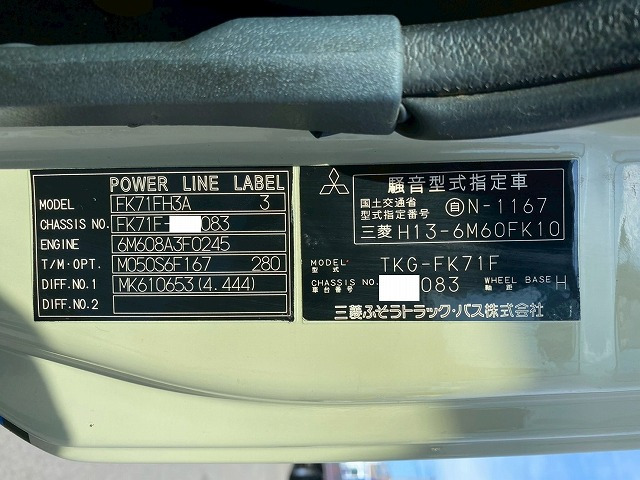 POWER LINE LABEL
MODEL FK71FH3A 3
CHASSIS NO. FK71F- 083
ENGINE 6M608A3F0245
T/M·OPT. M050S6F167 280
DIFF.NO.1 MK610653(4.444)
DIFF.NO.2
騒音型式指定車
国土交通省
型式指定番号 自N-1167
三菱 H13-6M60FK10
MODEL 型式 TKG-FK71F
CHASSIS NO. 車台番号 083 WHEEL BASE 軸距 H
三菱ふそうトラック・バス株式会社